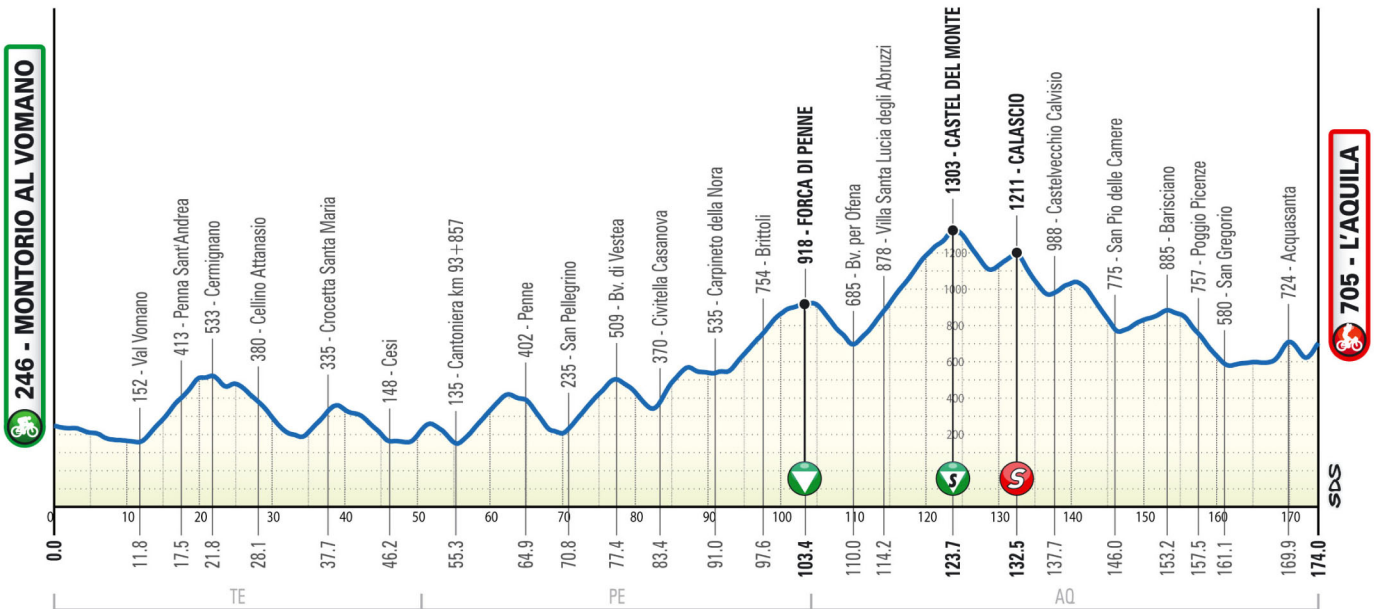 246 - MONTORIO AL VOMANO
152 - Val Vomano
413 - Penna Sant'Andrea
533 - Cermignano
380 - Cellino Attanasio
335 - Crocetta Santa Maria
148 - Cesi
135 - Cantoniera km 93+857
402 - Penne
235 - San Pellegrino
509 - Bv. di Vestea
370 - Civitella Casanova
535 - Carpineto della Nora
754 - Brittoli
918 - FORCA DI PENNE
685 - Bv. per Ofena
878 - Villa Santa Lucia degli Abruzzi
1303 - CASTEL DEL MONTE
1211 - CALASCIO
988 - Castelvecchio Calvisio
775 - San Pio delle Camere
885 - Barisciano
757 - Poggio Picenze
580 - San Gregorio
724 - Acquasanta
705 - L'AQUILA
1200
1000
800
600
400
200
S
S
SDS
0 10 20 30 40 50 60 70 80 90 100 110 120 130 140 150 160 170
0.0 11.8 17.5 21.8 28.1 37.7 46.2 55.3 64.9 70.8 77.4 83.4 91.0 97.6 103.4 110.0 114.2 123.7 132.5 137.7 146.0 153.2 157.5 161.1 169.9 174.0
TE PE AQ